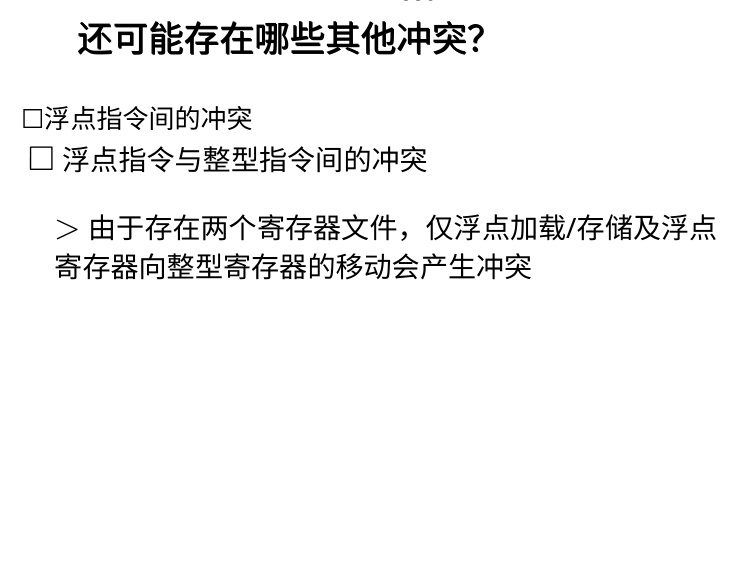 还可能存在哪些其他冲突？
□浮点指令间的冲突
□ 浮点指令与整型指令间的冲突
> 由于存在两个寄存器文件，仅浮点加载/存储及浮点
寄存器向整型寄存器的移动会产生冲突